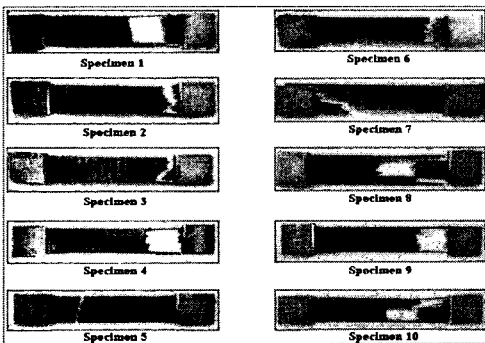 Specimen 1
Specimen 2
Specimen 3
Specimen 4
Specimen 5
Specimen 6
Specimen 7
Specimen 8
Specimen 9
Specimen 10